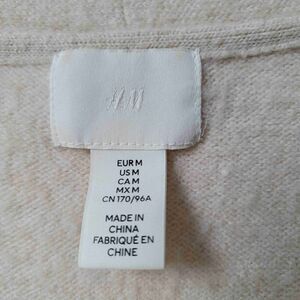 H&M
EUR M
US M
CA M
MX M
CN 170/96A
MADE IN
CHINA
FABRIQUÉ EN
CHINE